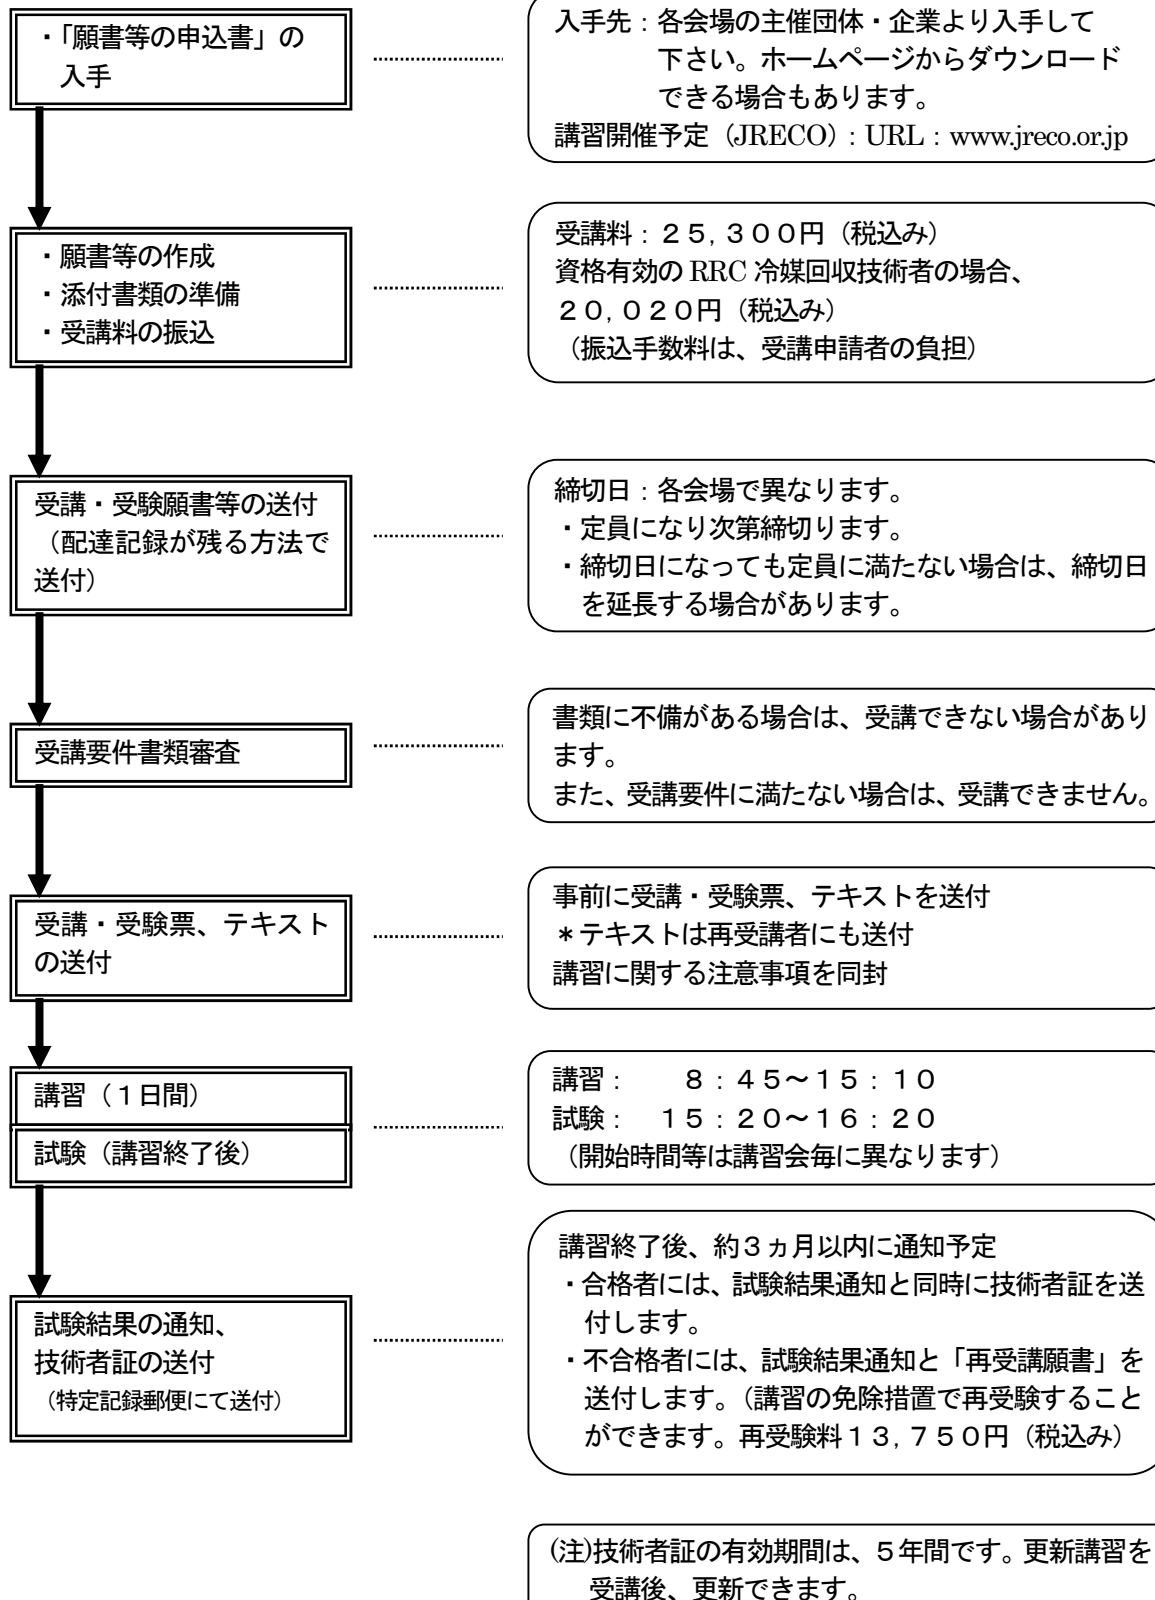 ・「願書等の申込書」の
入手
入手先：各会場の主催団体・企業より入手して
下さい。ホームページからダウンロード
できる場合もあります。
講習開催予定（JRECO）：URL：www.jreco.or.jp
・願書等の作成
・添付書類の準備
・受講料の振込
受講料：２５,３００円（税込み）
資格有効の RRC 冷媒回収技術者の場合、
２０,０２０円（税込み）
（振込手数料は、受講申請者の負担）
受講・受験願書等の送付
（配達記録が残る方法で
送付）
締切日：各会場で異なります。
・定員になり次第締切ります。
・締切日になっても定員に満たない場合は、締切日
を延長する場合があります。
受講要件書類審査
書類に不備がある場合は、受講できない場合があり
ます。
また、受講要件に満たない場合は、受講できません。
受講・受験票、テキスト
の送付
事前に受講・受験票、テキストを送付
＊テキストは再受講者にも送付
講習に関する注意事項を同封
講習（１日間）
試験（講習終了後）
講習：　８：４５～１５：１０
試験：　１５：２０～１６：２０
（開始時間等は講習会毎に異なります）
試験結果の通知、
技術者証の送付
（特定記録郵便にて送付）
講習終了後、約３ヵ月以内に通知予定
・合格者には、試験結果通知と同時に技術者証を送
付します。
・不合格者には、試験結果通知と「再受講願書」を
送付します。（講習の免除措置で再受験すること
ができます。再受験料１３,７５０円（税込み）
(注)技術者証の有効期間は、５年間です。更新講習を
受講後、更新できます。